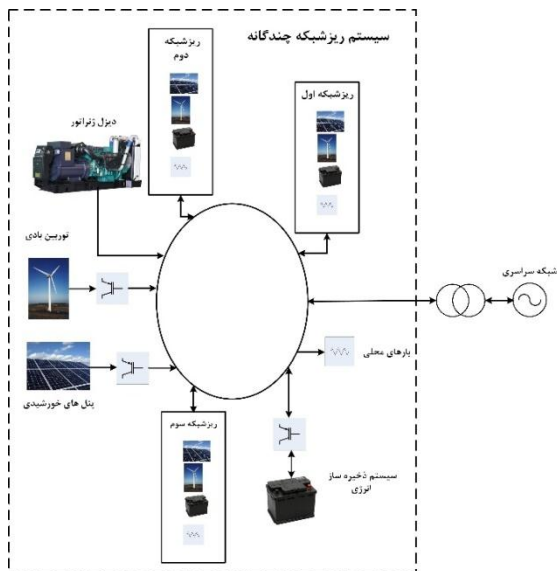 سیستم ریزشبکه چندگانه
ریزشبکه
دوم
ریزشبکه اول
دیزل ژنراتور
توربین بادی
شبکه سراسری
بارهای محلی
پنل های خورشیدی
ریزشبکه سوم
سیستم ذخیره ساز
انرژی